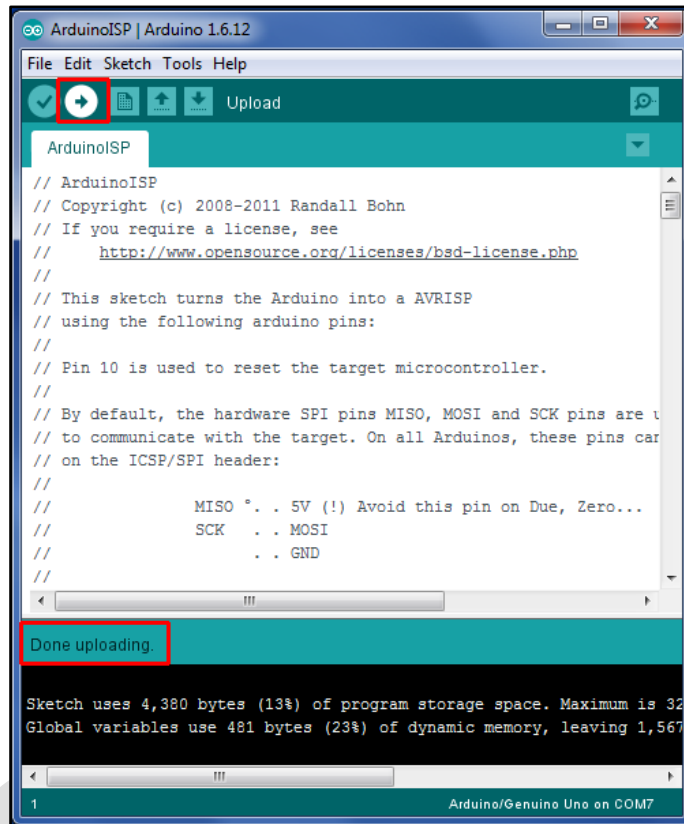 ArduinoISP | Arduino 1.6.12
File Edit Sketch Tools Help
Upload
ArduinoISP
// ArduinoISP
// Copyright (c) 2008-2011 Randall Bohn
// If you require a license, see
//     http://www.opensource.org/licenses/bsd-license.php
//
// This sketch turns the Arduino into a AVRISP
// using the following arduino pins:
//
// Pin 10 is used to reset the target microcontroller.
//
// By default, the hardware SPI pins MISO, MOSI and SCK pins are u
// to communicate with the target. On all Arduinos, these pins can
// on the ICSP/SPI header:
//
//              MISO °. . 5V (!) Avoid this pin on Due, Zero...
//              SCK   . . MOSI
//                    . . GND
//
Done uploading.
Sketch uses 4,380 bytes (13%) of program storage space. Maximum is 32
Global variables use 481 bytes (23%) of dynamic memory, leaving 1,567
1
Arduino/Genuino Uno on COM7